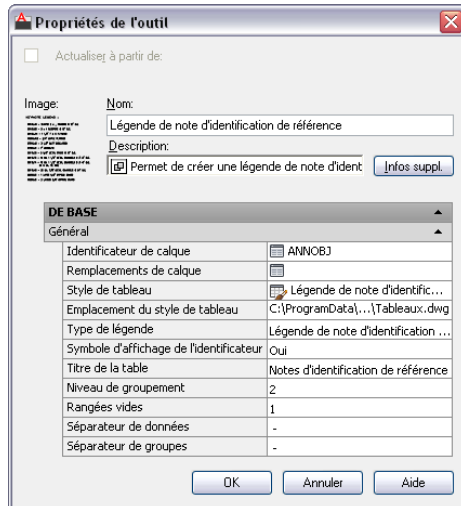 Propriétés de l'outil
Actualiser à partir de:
Image:
Nom:
Légende de note d'identification de référence
Description:
Permet de créer une légende de note d'ident
Infos suppl.
DE BASE
Général
Identificateur de calque ANNOBJ
Remplacements de calque
Style de tableau Légende de note d'identific...
Emplacement du style de tableau C:\ProgramData\...\Tableaux.dwg
Type de légende Légende de note d'identification ...
Symbole d'affichage de l'identificateur Oui
Titre de la table Notes d'identification de référence
Niveau de groupement 2
Rangées vides 1
Séparateur de données -
Séparateur de groupes -
OK Annuler Aide